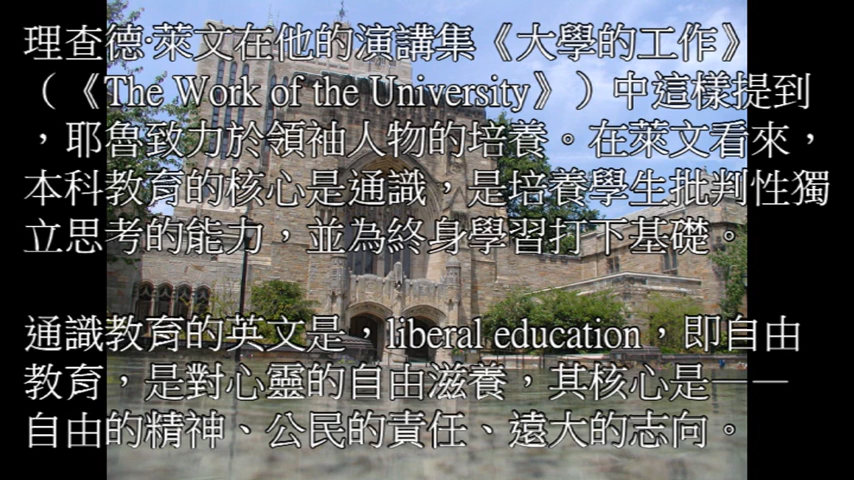 理查德·萊文在他的演講集《大學的工作》
（《The Work of the University》）中這樣提到
，耶魯致力於領袖人物的培養。在萊文看來，
本科教育的核心是通識，是培養學生批判性獨
立思考的能力，並為終身學習打下基礎。
通識教育的英文是，liberal education，即自由
教育，是對心靈的自由滋養，其核心是——
自由的精神、公民的責任、遠大的志向。